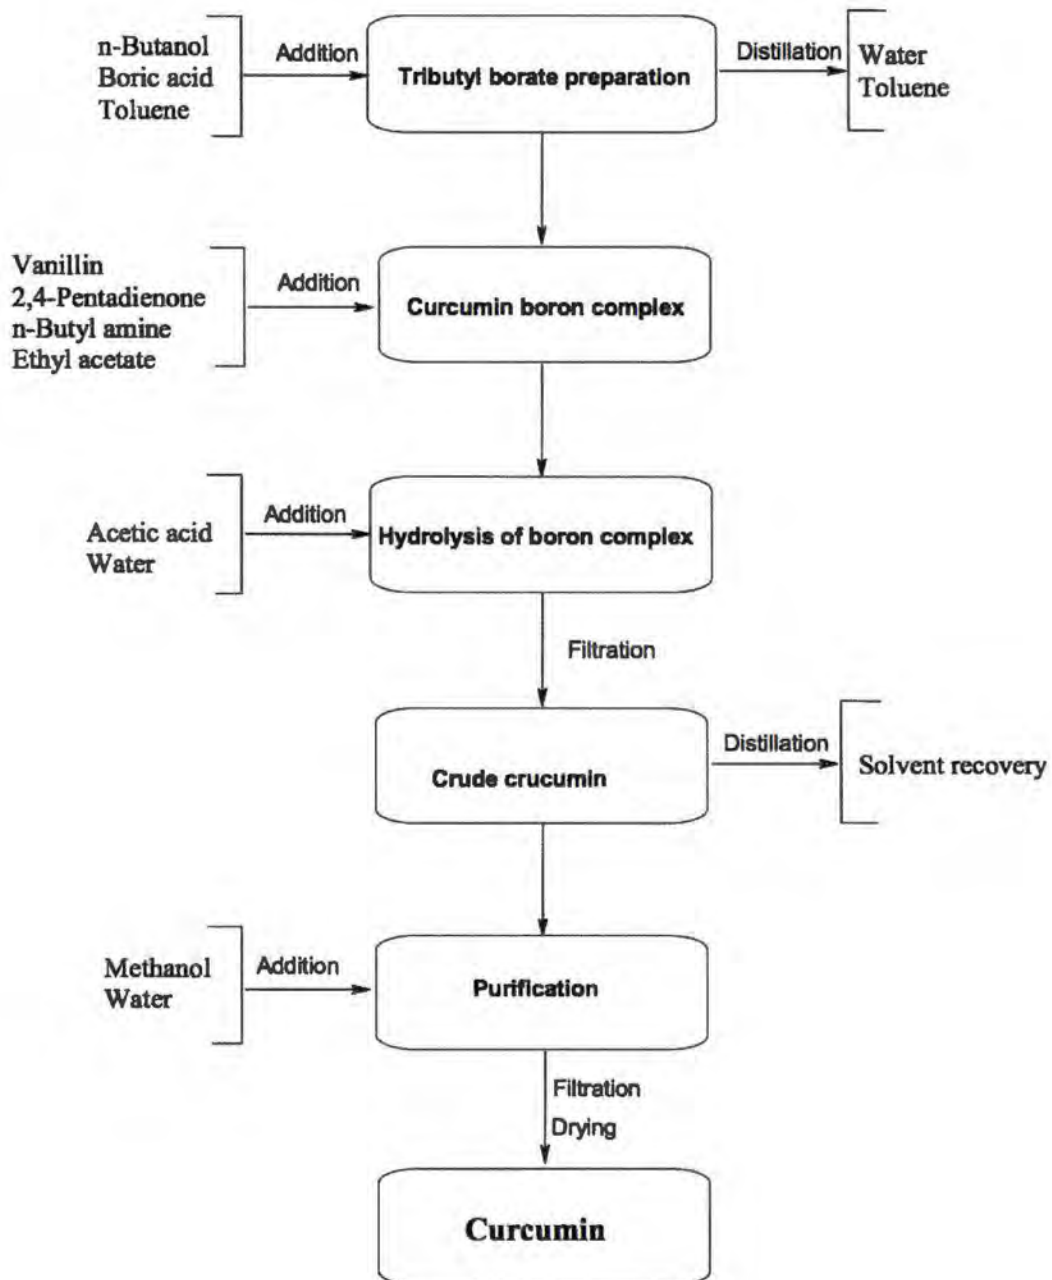 n-Butanol
Boric acid
Toluene
Addition
Tributyl borate preparation
Distillation
Water
Toluene
Vanillin
2,4-Pentadienone
n-Butyl amine
Ethyl acetate
Addition
Curcumin boron complex
Acetic acid
Water
Addition
Hydrolysis of boron complex
Filtration
Crude crucumin
Distillation
Solvent recovery
Methanol
Water
Addition
Purification
Filtration
Drying
Curcumin